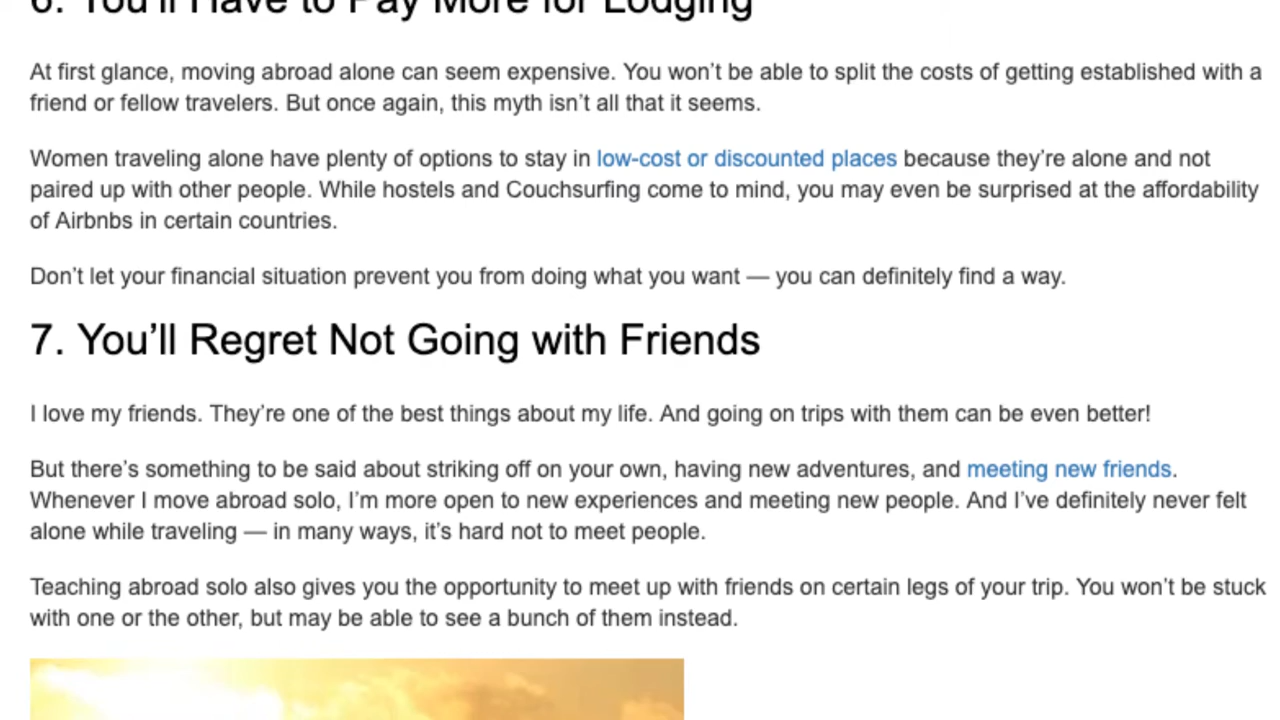 6. You'll Have to Pay More for Lodging
At first glance, moving abroad alone can seem expensive. You won't be able to split the costs of getting established with a
friend or fellow travelers. But once again, this myth isn't all that it seems.
Women traveling alone have plenty of options to stay in low-cost or discounted places because they're alone and not
paired up with other people. While hostels and Couchsurfing come to mind, you may even be surprised at the affordability
of Airbnbs in certain countries.
Don't let your financial situation prevent you from doing what you want — you can definitely find a way.
7. You'll Regret Not Going with Friends
I love my friends. They're one of the best things about my life. And going on trips with them can be even better!
But there's something to be said about striking off on your own, having new adventures, and meeting new friends.
Whenever I move abroad solo, I'm more open to new experiences and meeting new people. And I've definitely never felt
alone while traveling — in many ways, it's hard not to meet people.
Teaching abroad solo also gives you the opportunity to meet up with friends on certain legs of your trip. You won't be stuck
with one or the other, but may be able to see a bunch of them instead.